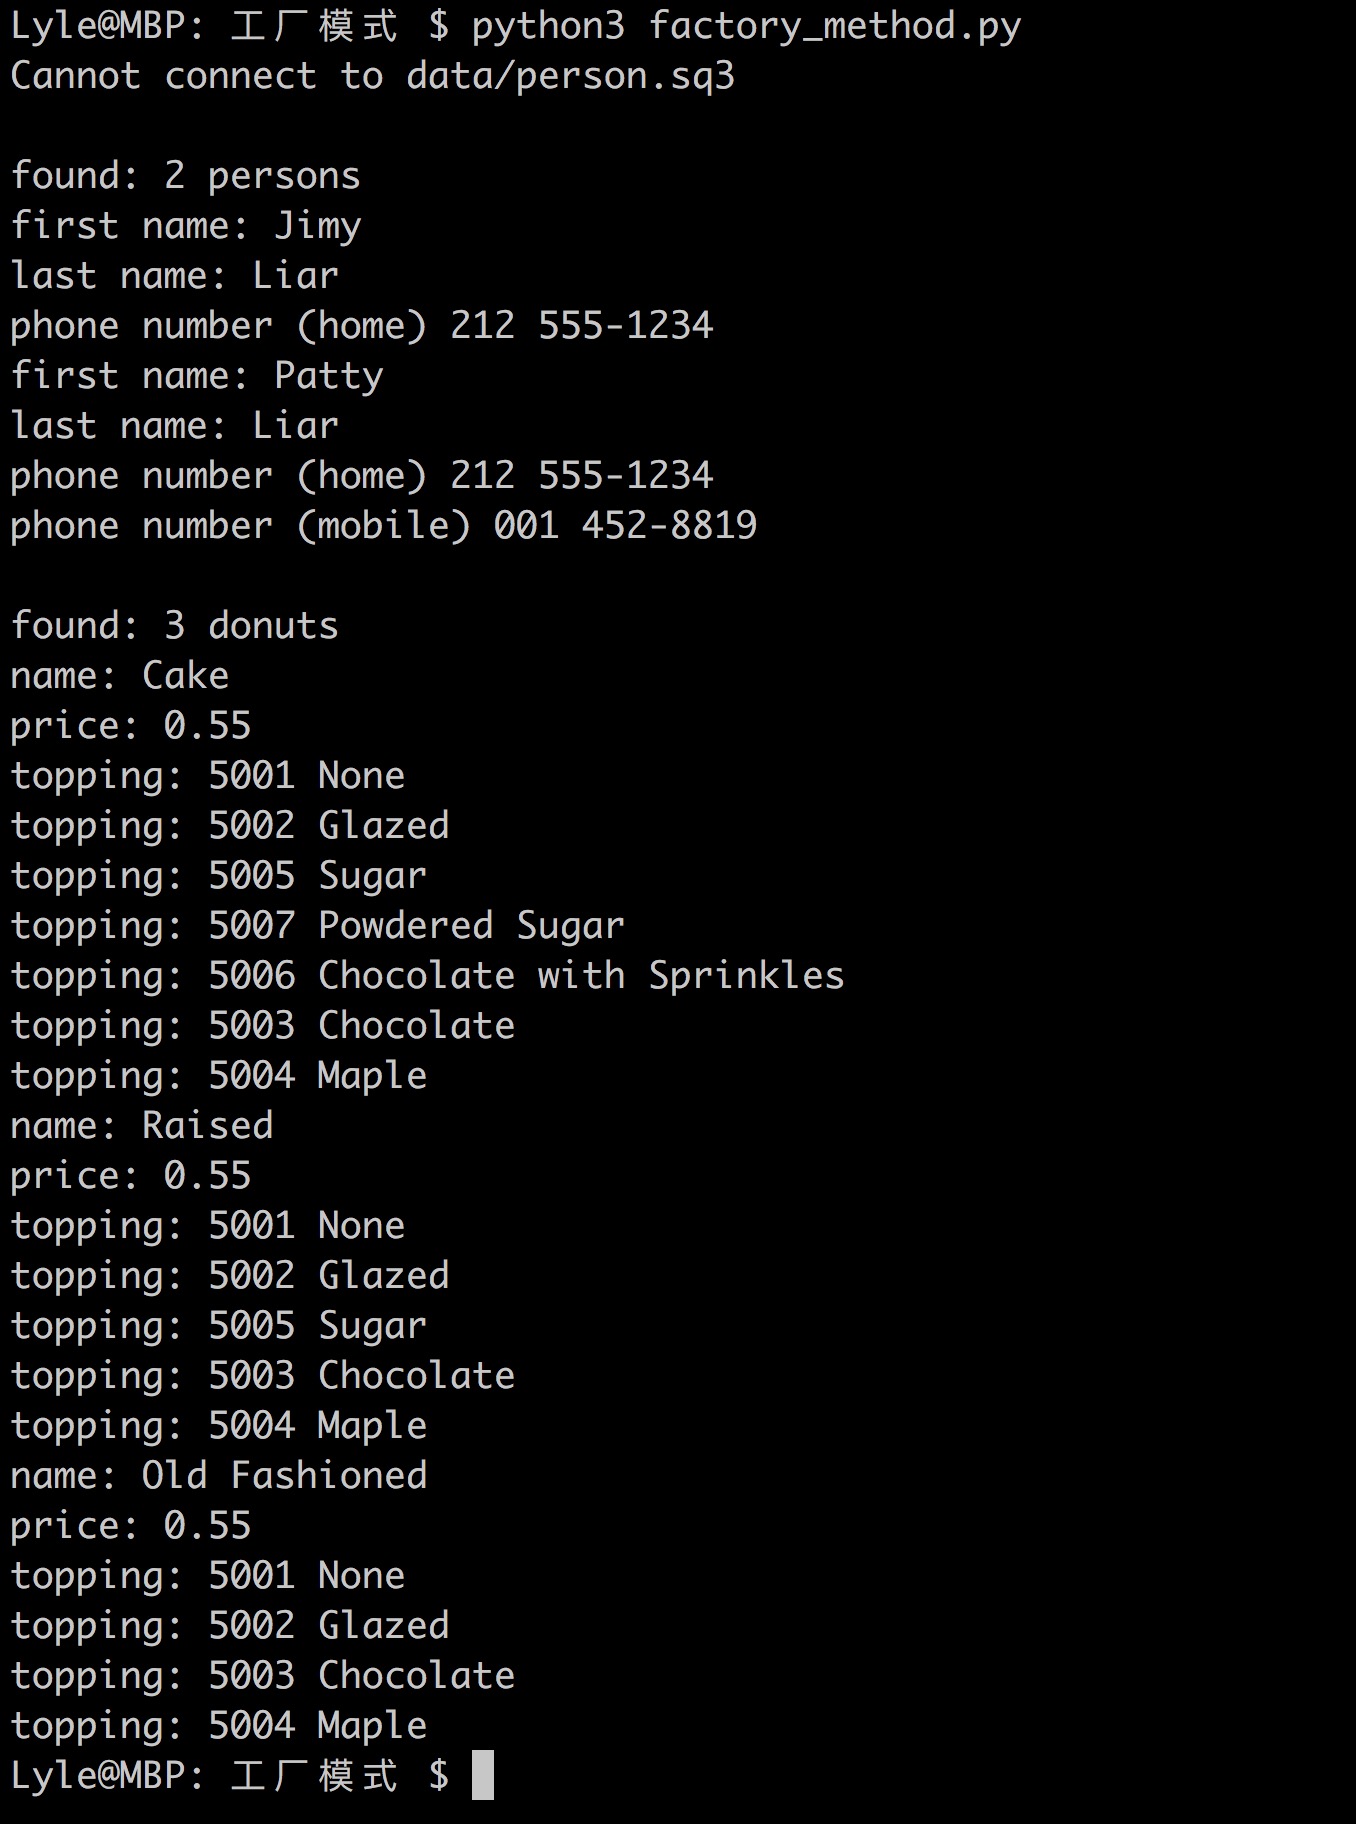 Lyle@MBP: 工厂模式 $ python3 factory_method.py
Cannot connect to data/person.sq3
found: 2 persons
first name: Jimy
last name: Liar
phone number (home) 212 555-1234
first name: Patty
last name: Liar
phone number (home) 212 555-1234
phone number (mobile) 001 452-8819
found: 3 donuts
name: Cake
price: 0.55
topping: 5001 None
topping: 5002 Glazed
topping: 5005 Sugar
topping: 5007 Powdered Sugar
topping: 5006 Chocolate with Sprinkles
topping: 5003 Chocolate
topping: 5004 Maple
name: Raised
price: 0.55
topping: 5001 None
topping: 5002 Glazed
topping: 5005 Sugar
topping: 5003 Chocolate
topping: 5004 Maple
name: Old Fashioned
price: 0.55
topping: 5001 None
topping: 5002 Glazed
topping: 5003 Chocolate
topping: 5004 Maple
Lyle@MBP: 工厂模式 $